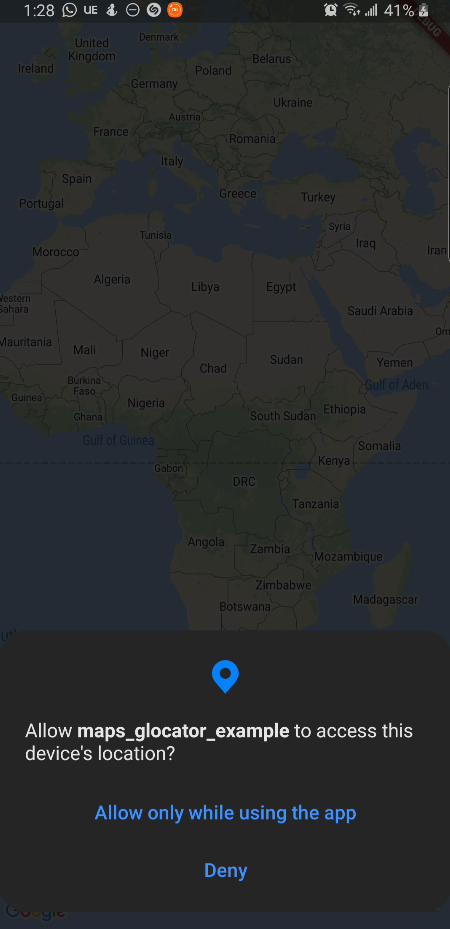 1:28
UE
41%
BUG
Denmark
United
Kingdom
Ireland
Belarus
Poland
Germany
Ukraine
Austria
France
Romania
Italy
Spain
Greece
Turkey
Portugal
Tunisia
Syria
Iraq
Iran
Morocco
Algeria
Libya
Egypt
Western
Sahara
Saudi Arabia
Om
Mauritania
Mali
Niger
Chad
Sudan
Yemen
Gulf of Aden
Burkina
Faso
Guinea
Nigeria
Ghana
South Sudan
Ethiopia
Gulf of Guinea
Somalia
Gabon
Kenya
DRC
Tanzania
Angola
Zambia
Mozambique
Zimbabwe
Madagascar
Botswana
Allow maps_glocator_example to access this
device's location?
Allow only while using the app
Deny
Google